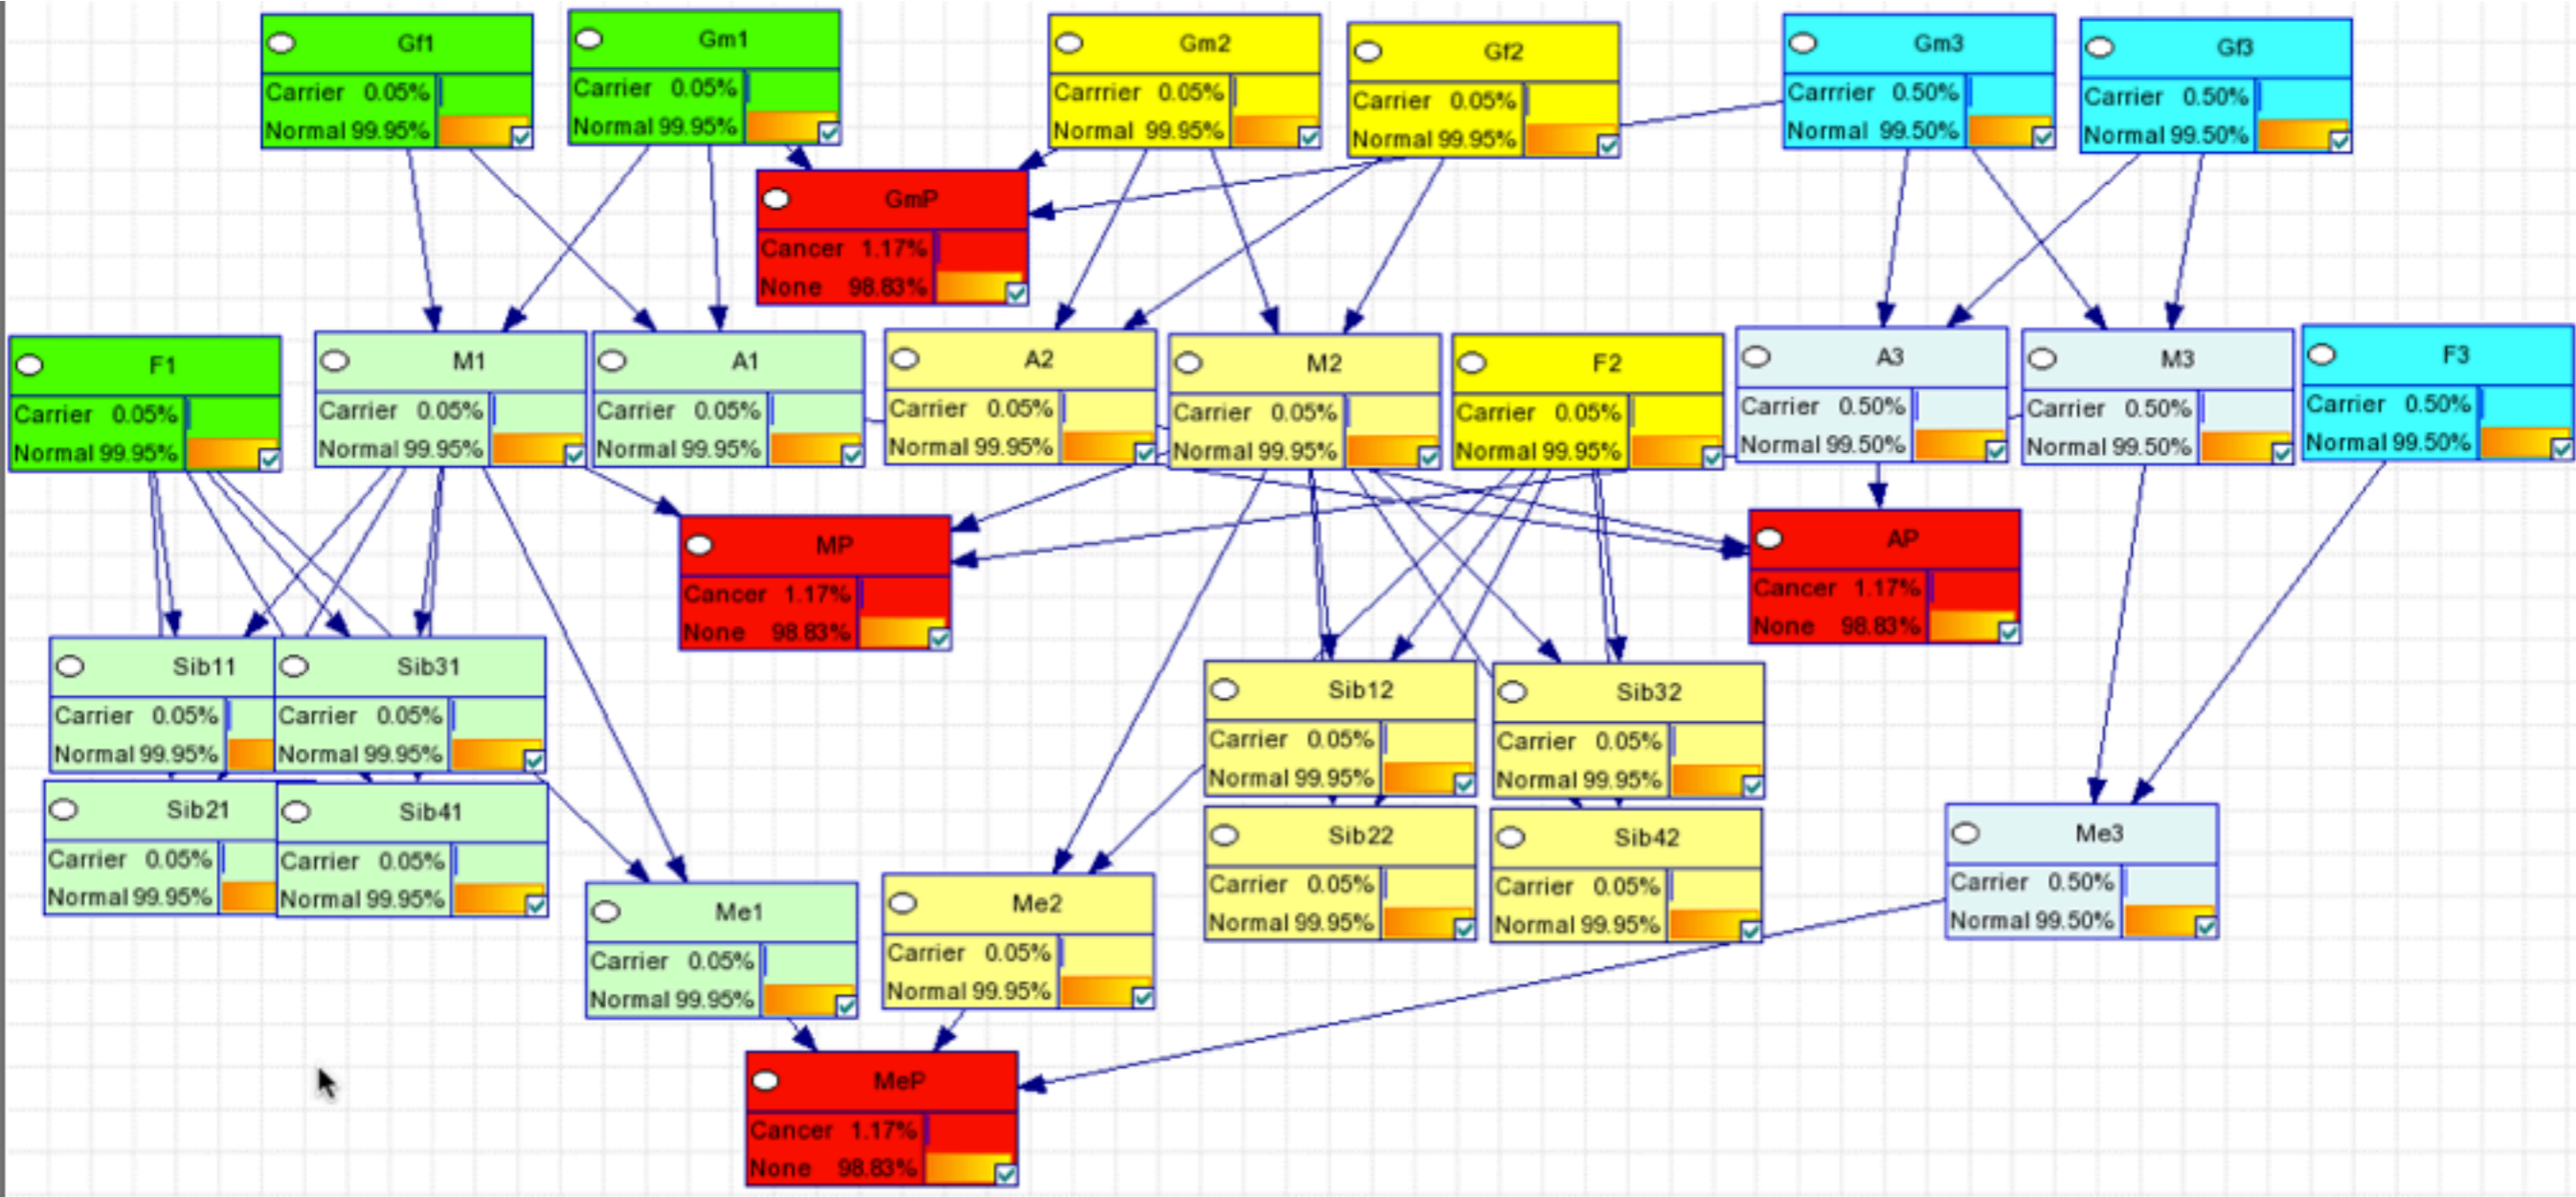 Gf1
Carrier 0.05%
Normal 99.95%
Gm1
Carrier 0.05%
Normal 99.95%
Gm2
Carrrier 0.05%
Normal 99.95%
Gf2
Carrier 0.05%
Normal 99.95%
Gm3
Carrrier 0.50%
Normal 99.50%
Gf3
Carrier 0.50%
Normal 99.50%
GmP
Cancer 1.17%
None 98.83%
F1
Carrier 0.05%
Normal 99.95%
M1
Carrier 0.05%
Normal 99.95%
A1
Carrier 0.05%
Normal 99.95%
A2
Carrier 0.05%
Normal 99.95%
M2
Carrier 0.05%
Normal 99.95%
F2
Carrier 0.05%
Normal 99.95%
A3
Carrier 0.50%
Normal 99.50%
M3
Carrier 0.50%
Normal 99.50%
F3
Carrier 0.50%
Normal 99.50%
MP
Cancer 1.17%
None 98.83%
AP
Cancer 1.17%
None 98.83%
Sib11
Carrier 0.05%
Normal 99.95%
Sib31
Carrier 0.05%
Normal 99.95%
Sib12
Carrier 0.05%
Normal 99.95%
Sib32
Carrier 0.05%
Normal 99.95%
Sib21
Carrier 0.05%
Normal 99.95%
Sib41
Carrier 0.05%
Normal 99.95%
Sib22
Carrier 0.05%
Normal 99.95%
Sib42
Carrier 0.05%
Normal 99.95%
Me3
Carrier 0.50%
Normal 99.50%
Me1
Carrier 0.05%
Normal 99.95%
Me2
Carrier 0.05%
Normal 99.95%
MeP
Cancer 1.17%
None 98.83%